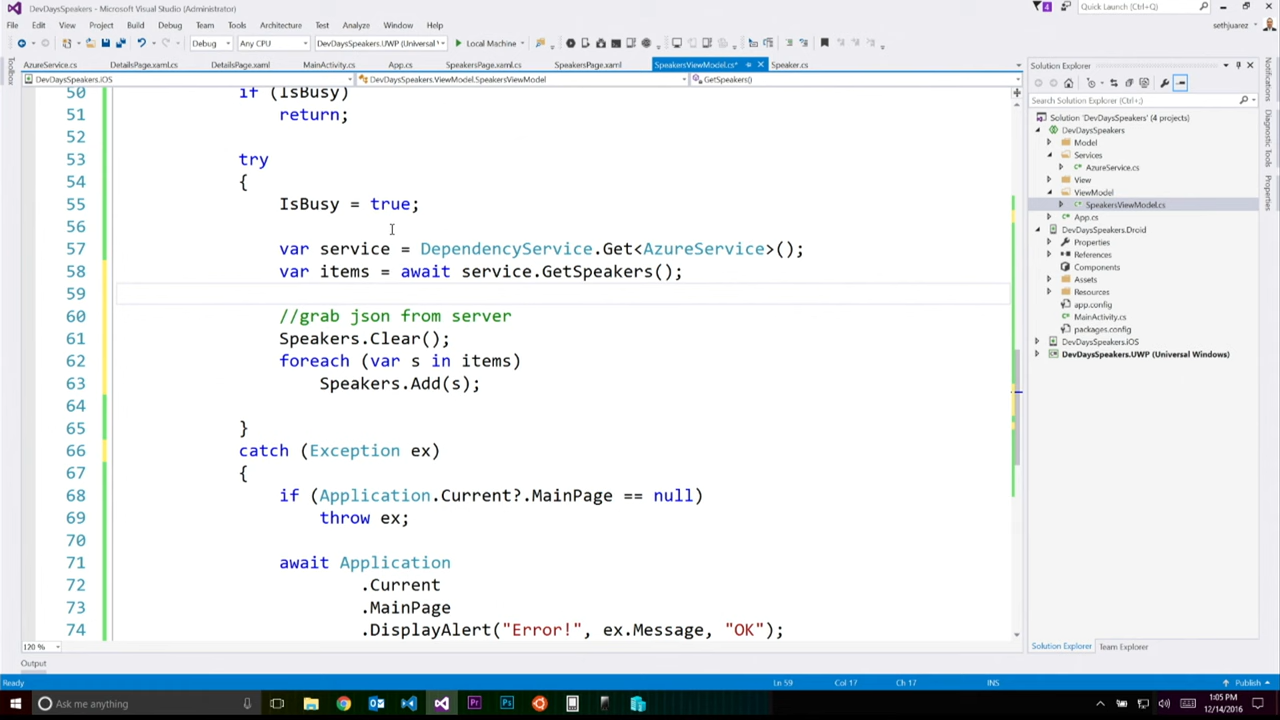 DevDaysSpeakers - Microsoft Visual Studio (Administrator)
4
Quick Launch (Ctrl+;)
File Edit View Project Build Debug Team Tools Architecture Test Analyze Window Help
sethjuarez
Debug Any CPU DevDaysSpeakers.UWP (Universal Local Machine
AzureService.cs DetailsPage.xaml.cs DetailsPage.xaml MainActivity.cs App.cs SpeakersPage.xaml.cs SpeakersPage.xaml SpeakersViewModel.cs* Speaker.cs
DevDaysSpeakers.iOS DevDaysSpeakers.ViewModel.SpeakersViewModel GetSpeakers()
Toolbox
50 if (IsBusy)
51 return;
52
53 try
54 {
55 IsBusy = true;
56
57 var service = DependencyService.Get<AzureService>();
58 var items = await service.GetSpeakers();
59
60 //grab json from server
61 Speakers.Clear();
62 foreach (var s in items)
63 Speakers.Add(s);
64
65 }
66 catch (Exception ex)
67 {
68 if (Application.Current?.MainPage == null)
69 throw ex;
70
71 await Application
72 .Current
73 .MainPage
74 .DisplayAlert("Error!", ex.Message, "OK");
120 %
Output
Solution Explorer
Search Solution Explorer (Ctrl+;)
Solution 'DevDaysSpeakers' (4 projects)
DevDaysSpeakers
Model
Services
AzureService.cs
View
ViewModel
SpeakersViewModel.cs
App.cs
DevDaysSpeakers.Droid
Properties
References
Components
Assets
Resources
app.config
MainActivity.cs
packages.config
DevDaysSpeakers.iOS
DevDaysSpeakers.UWP (Universal Windows)
Solution Explorer Team Explorer
Notifications
Diagnostic Tools
Properties
Ready Ln 59 Col 17 Ch 17 INS Publish
Ask me anything
1:05 PM
12/14/2016